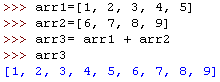 >>> arr1=[1, 2, 3, 4, 5]
>>> arr2=[6, 7, 8, 9]
>>> arr3= arr1 + arr2
>>> arr3
[1, 2, 3, 4, 5, 6, 7, 8, 9]